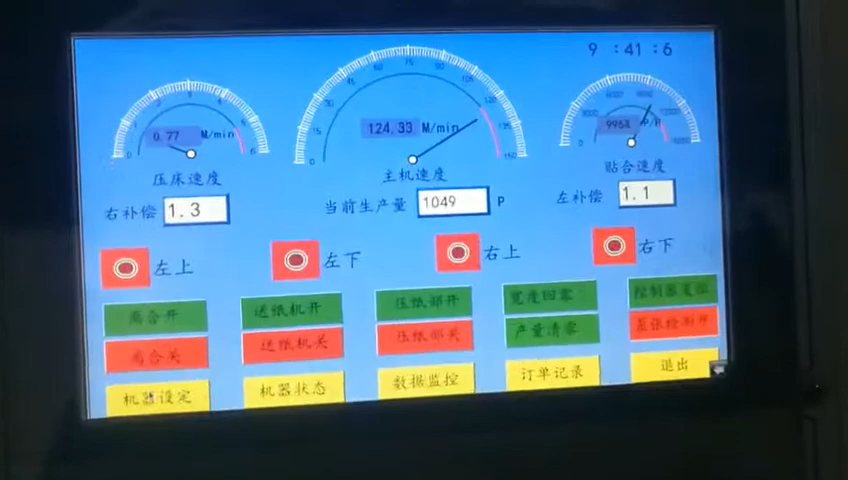 9 :41 :6
0.77 M/min
124.33 M/min
P/H
压床速度
主机速度
贴合速度
右补偿 1.3
当前生产量 1049 P
左补偿 1.1
左上
左下
右上
右下
离合开
送纸机开
压纸部开
宽度回零
控制器复位
离合关
送纸机关
压纸部关
产量清零
机器设定
机器状态
数据监控
订单记录
退出